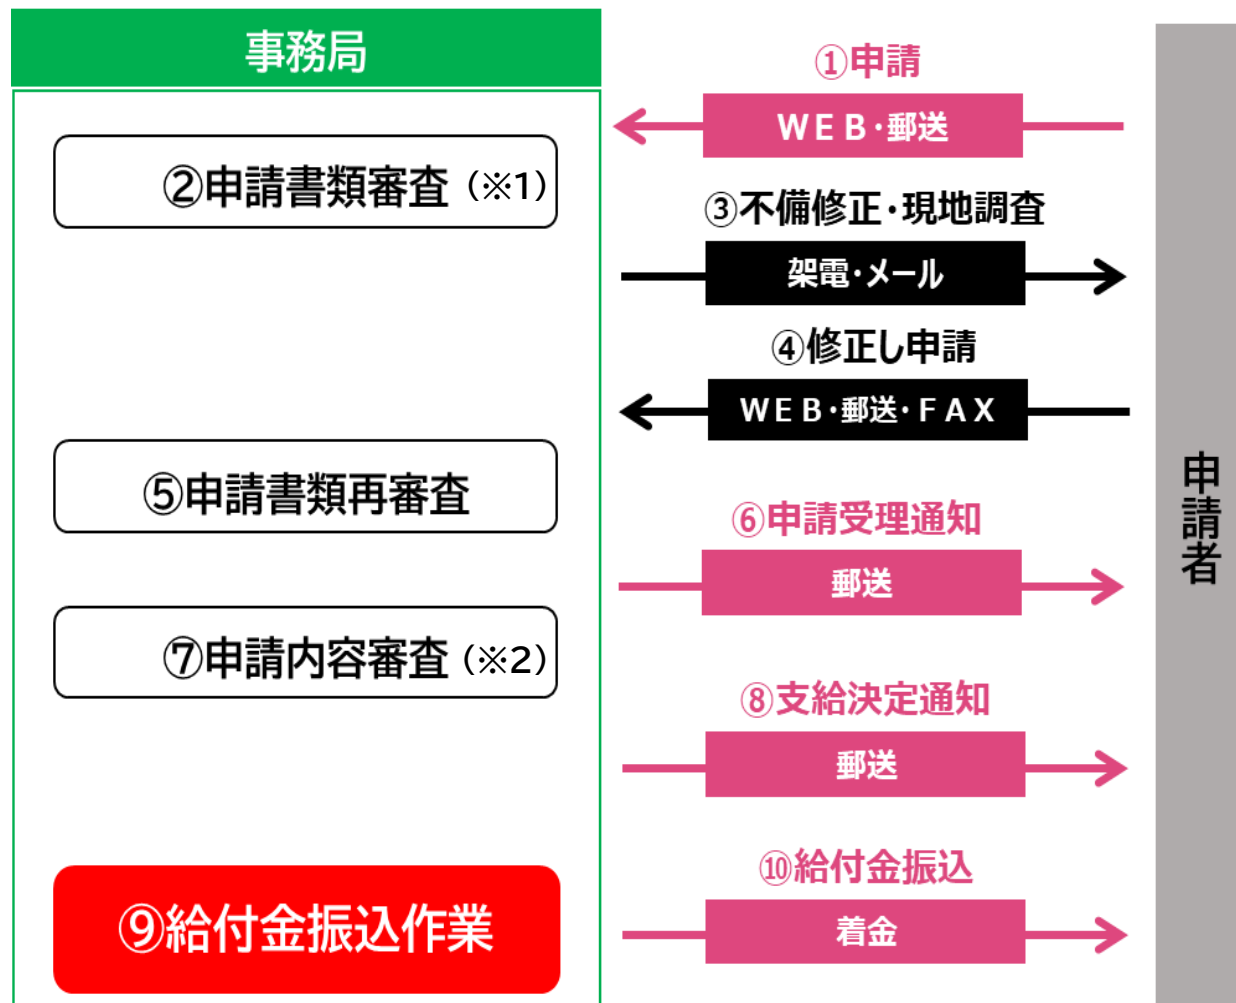 事務局
①申請
WEB・郵送
②申請書類審査(※1)
③不備修正・現地調査
架電・メール
④修正し申請
WEB・郵送・FAX
⑤申請書類再審査
⑥申請受理通知
郵送
⑦申請内容審査(※2)
⑧支給決定通知
郵送
⑨給付金振込作業
⑩給付金振込
着金
申請者